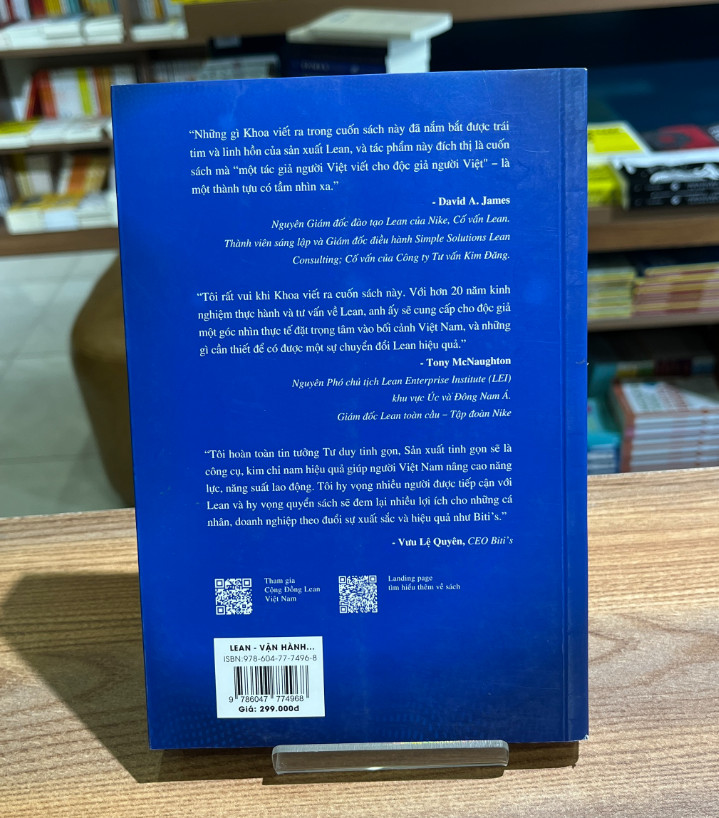 “Những gì Khoa viết ra trong cuốn sách này đã nắm bắt được trái
tim và linh hồn của sản xuất Lean, và tác phẩm này đích thị là cuốn
sách mà “một tác giả người Việt viết cho độc giả người Việt” – là
một thành tựu có tầm nhìn xa.”
- David A. James
Nguyên Giám đốc đào tạo Lean của Nike, Cố vấn Lean.
Thành viên sáng lập và Giám đốc điều hành Simple Solutions Lean
Consulting; Cố vấn của Công ty Tư vấn Kim Đăng.
“Tôi rất vui khi Khoa viết ra cuốn sách này. Với hơn 20 năm kinh
nghiệm thực hành và tư vấn về Lean, anh ấy sẽ cung cấp cho độc giả
một góc nhìn thực tế đặt trọng tâm vào bối cảnh Việt Nam, và những
gì cần thiết để có được một sự chuyển đổi Lean hiệu quả.”
- Tony McNaughton
Nguyên Phó chủ tịch Lean Enterprise Institute (LEI)
khu vực Úc và Đông Nam Á.
Giám đốc Lean toàn cầu – Tập đoàn Nike
“Tôi hoàn toàn tin tưởng Tư duy tinh gọn, Sản xuất tinh gọn sẽ là
công cụ, kim chỉ nam hiệu quả giúp người Việt Nam nâng cao năng
lực, năng suất lao động. Tôi hy vọng nhiều người được tiếp cận với
Lean và hy vọng quyển sách sẽ đem lại nhiều lợi ích cho những cá
nhân, doanh nghiệp theo đuổi sự xuất sắc và hiệu quả như Biti’s.”
- Vưu Lệ Quyên, CEO Biti’s
Tham gia
Cộng Đồng Lean
Việt Nam
Landing page
tìm hiểu thêm về sách
LEAN - VẬN HÀNH...
ISBN:978-604-77-7496-8
9 786047 774968
Giá: 299.000đ